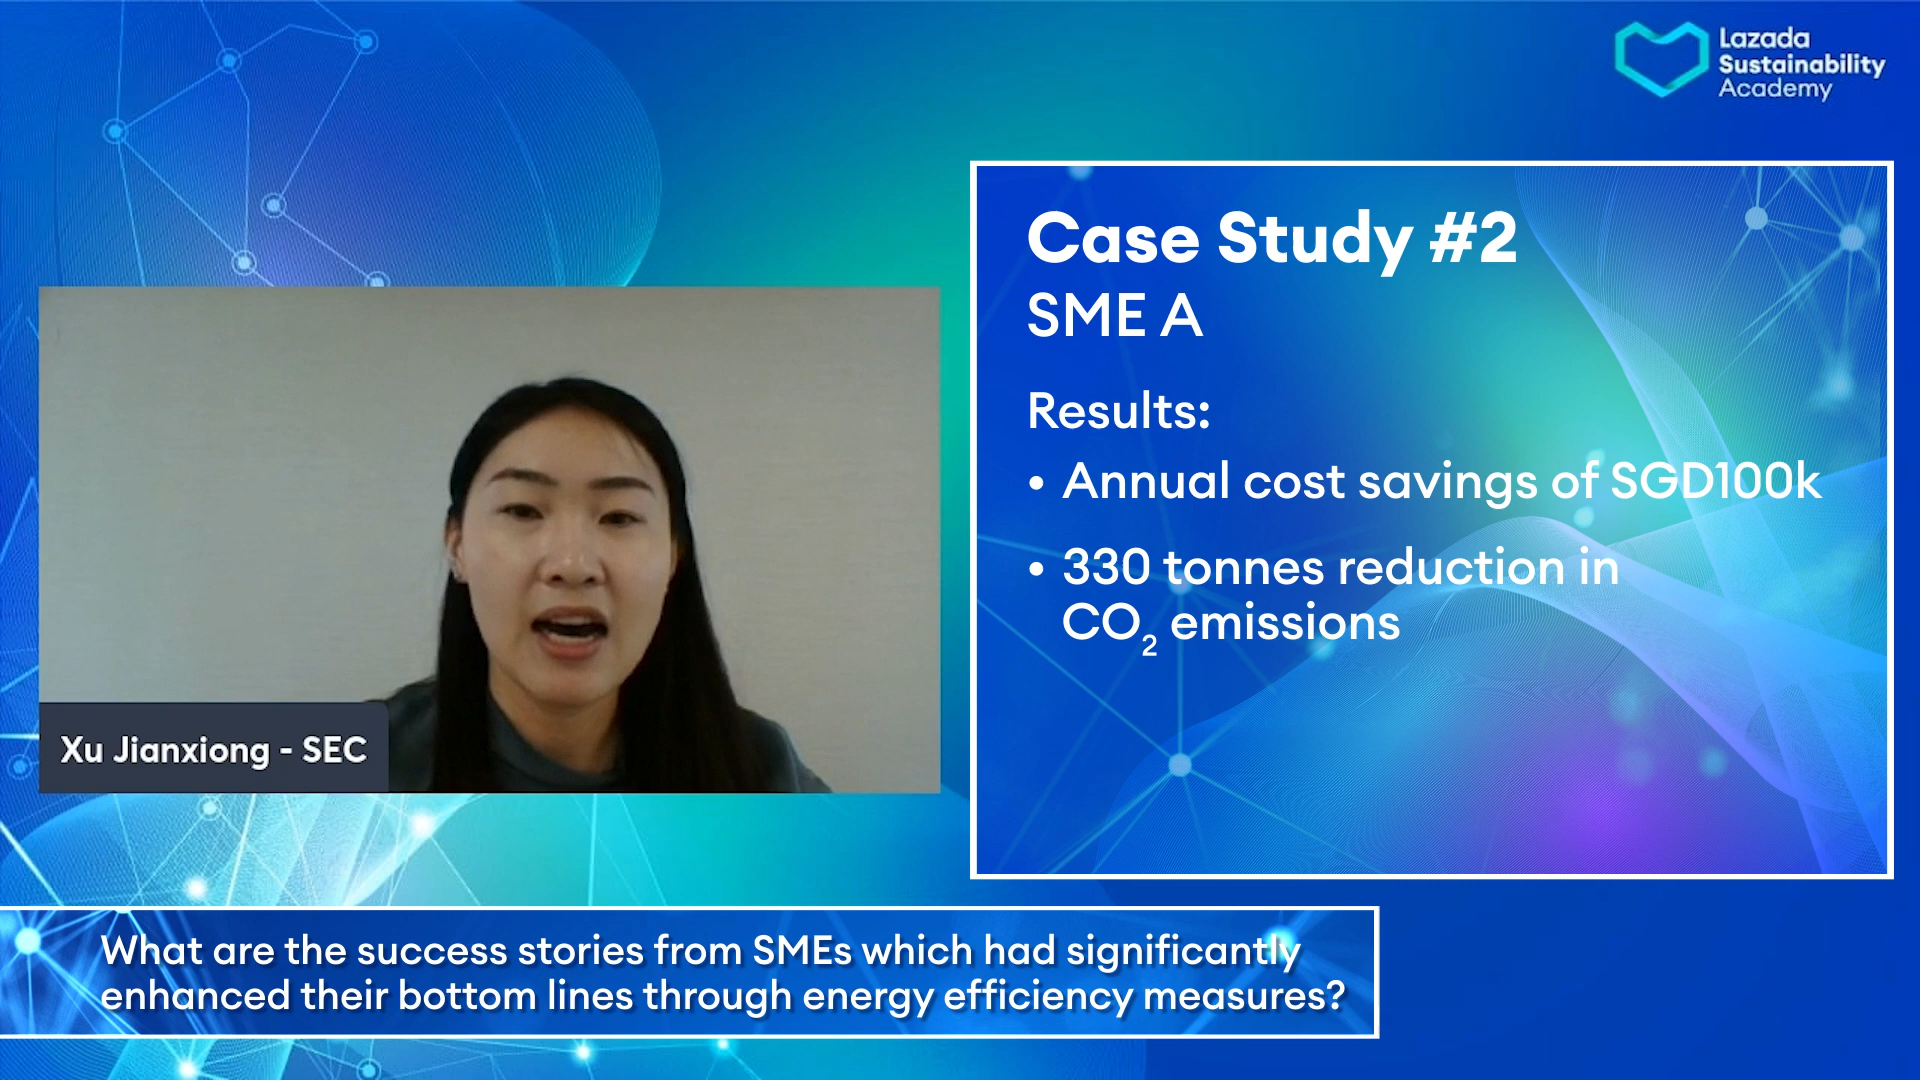 Lazada
Sustainability
Academy
Case Study #2
SME A
Results:
• Annual cost savings of SGD100k
• 330 tonnes reduction in
CO₂ emissions
Xu Jianxiong - SEC
What are the success stories from SMEs which had significantly
enhanced their bottom lines through energy efficiency measures?